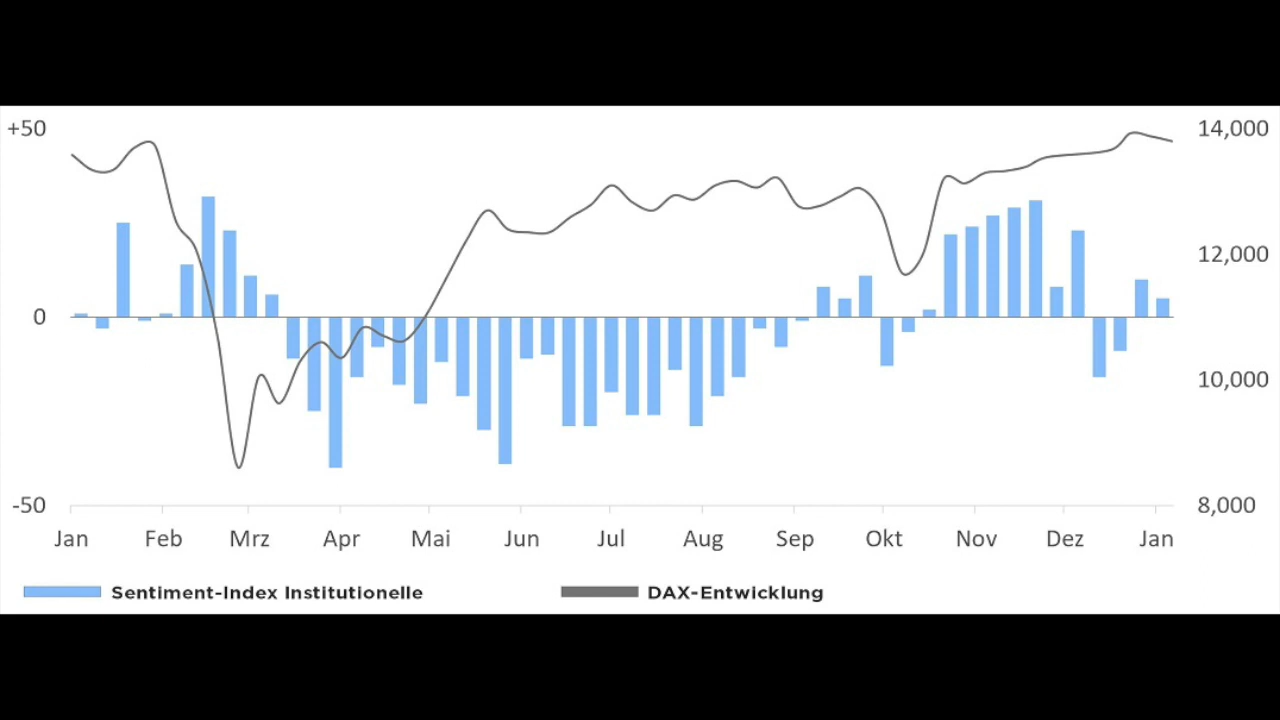 +50 14,000
12,000
0
10,000
-50 8,000
Jan Feb Mrz Apr Mai Jun Jul Aug Sep Okt Nov Dez Jan
Sentiment-Index Institutionelle DAX-Entwicklung